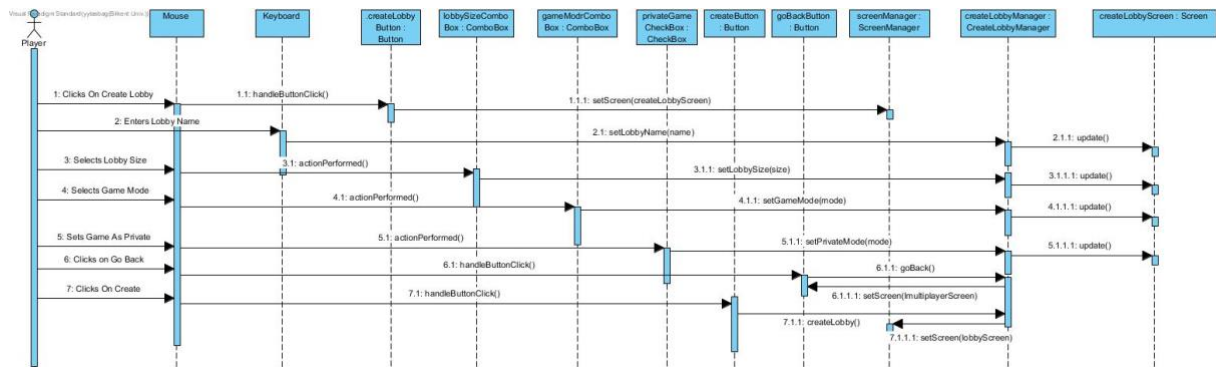 Visual Paradigm Standard(yytasbag(Bilkent Univ.))
Player
Mouse
Keyboard
.createLobby
Button :
Button
lobbySizeCombo
Box : ComboBox
gameModrCombo
Box : ComboBox
privateGame
CheckBox :
CheckBox
createButton
: Button
goBackButton
: Button
screenManager :
ScreenManager
createLobbyManager :
CreateLobbyManager
createLobbyScreen : Screen
1: Clicks On Create Lobby
1.1: handleButtonClick()
1.1.1: setScreen(createLobbyScreen)
2: Enters Lobby Name
2.1: setLobbyName(name)
2.1.1: update()
3: Selects Lobby Size
3.1: actionPerformed()
3.1.1: setLobbySize(size)
3.1.1.1: update()
4: Selects Game Mode
4.1: actionPerformed()
4.1.1: setGameMode(mode)
4.1.1.1: update()
5: Sets Game As Private
5.1: actionPerformed()
5.1.1: setPrivateMode(mode)
5.1.1.1: update()
6: Clicks on Go Back
6.1: handleButtonClick()
6.1.1: goBack()
6.1.1.1: setScreen(lmultiplayerScreen)
7: Clicks On Create
7.1: handleButtonClick()
7.1.1: createLobby()
7.1.1.1: setScreen(lobbyScreen)